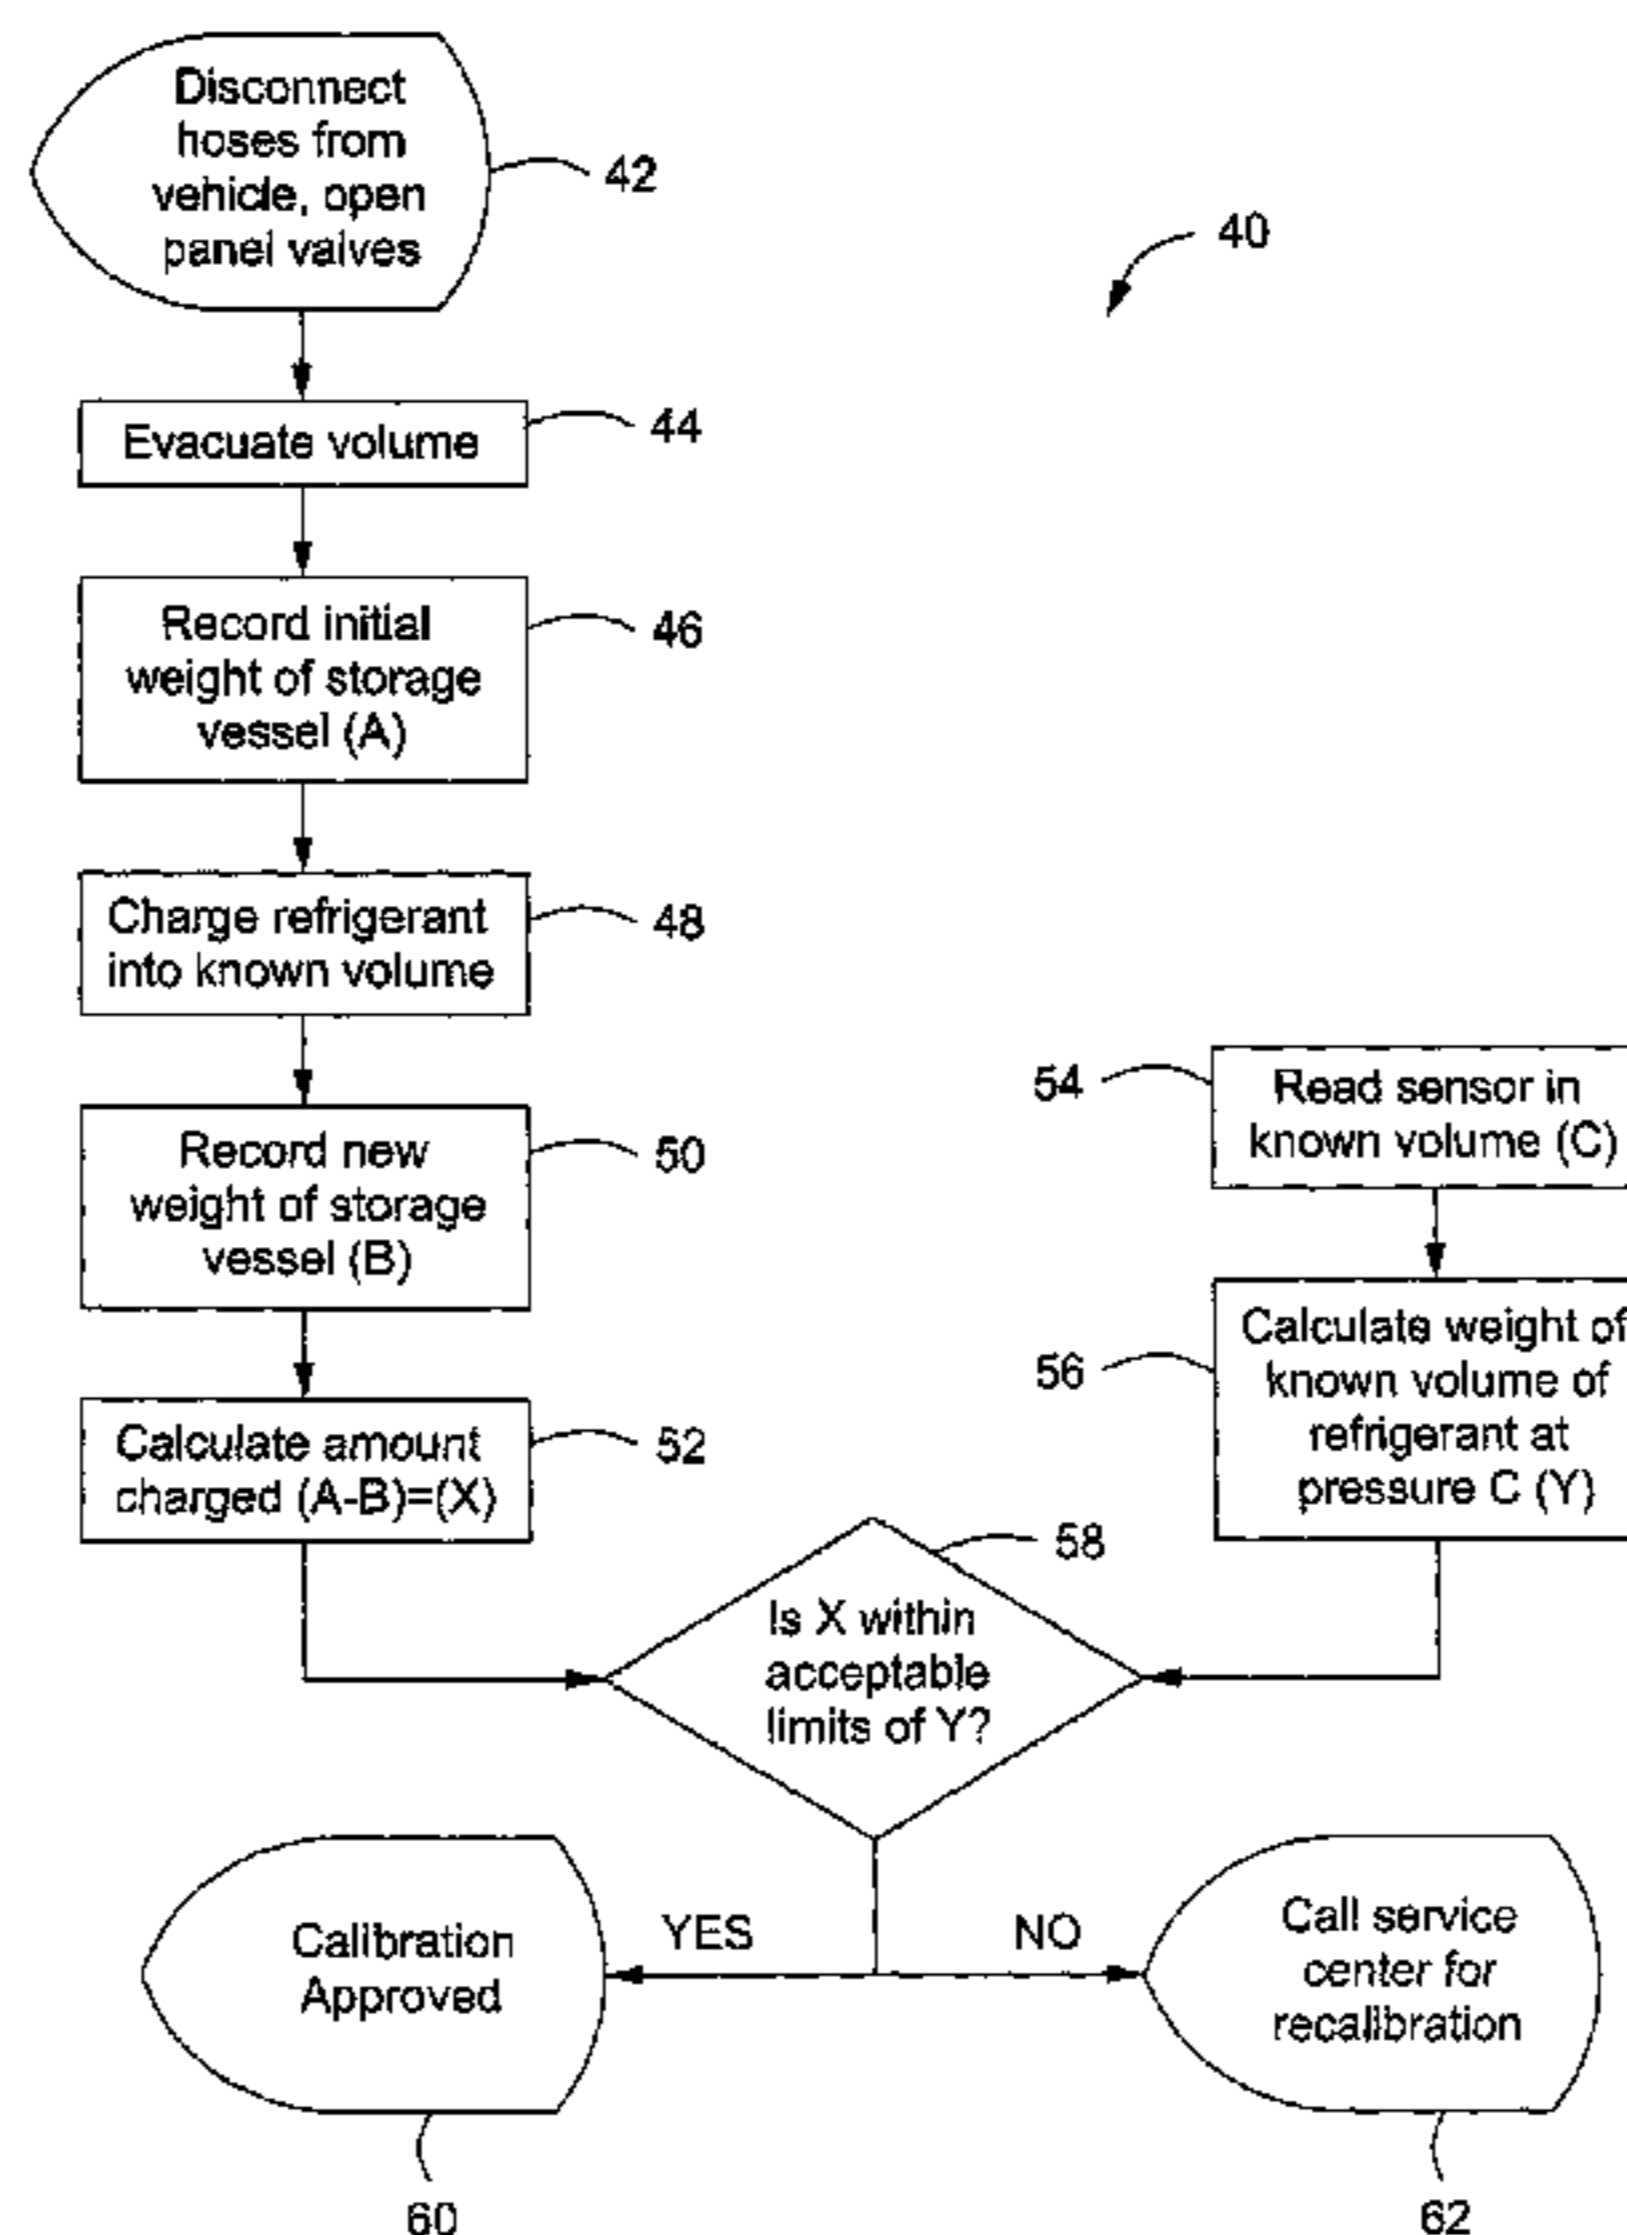 Disconnect
hoses from
vehicle, open
panel valves
42
40
Evacuate volume
44
Record initial
weight of storage
vessel (A)
46
Charge refrigerant
into known volume
48
Record new
weight of storage
vessel (B)
50
Calculate amount
charged (A-B)=(X)
52
54
Read sensor in
known volume (C)
56
Calculate weight of
known volume of
refrigerant at
pressure C (Y)
58
Is X within
acceptable
limits of Y?
YES
NO
Calibration
Approved
60
Call service
center for
recalibration
62